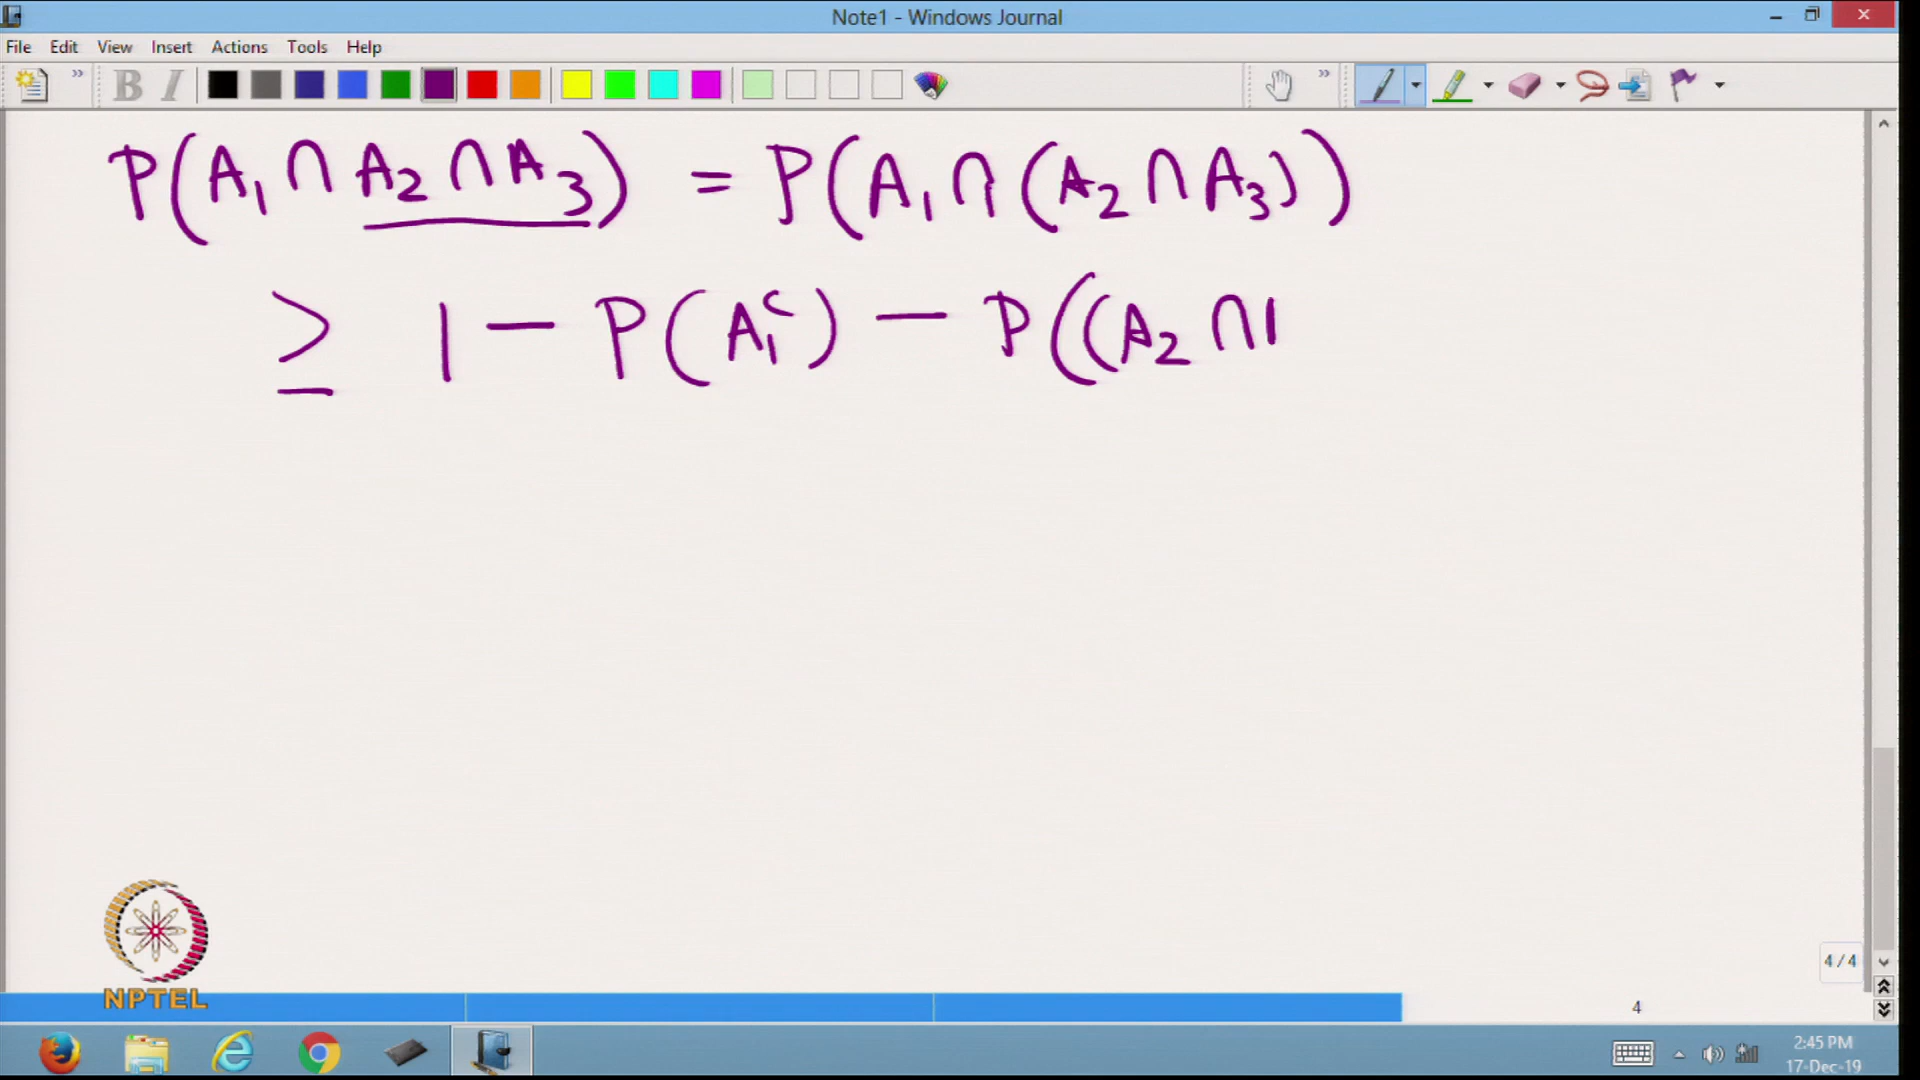 Note1 - Windows Journal
File Edit View Insert Actions Tools Help
B I
P(A₁ ∩ A₂ ∩ A₃) = P(A₁ ∩ (A₂ ∩ A₃))
≥ 1 − P(A₁ᶜ) − P((A₂ ∩
4 / 4
NPTEL
4
2:45 PM
17-Dec-19